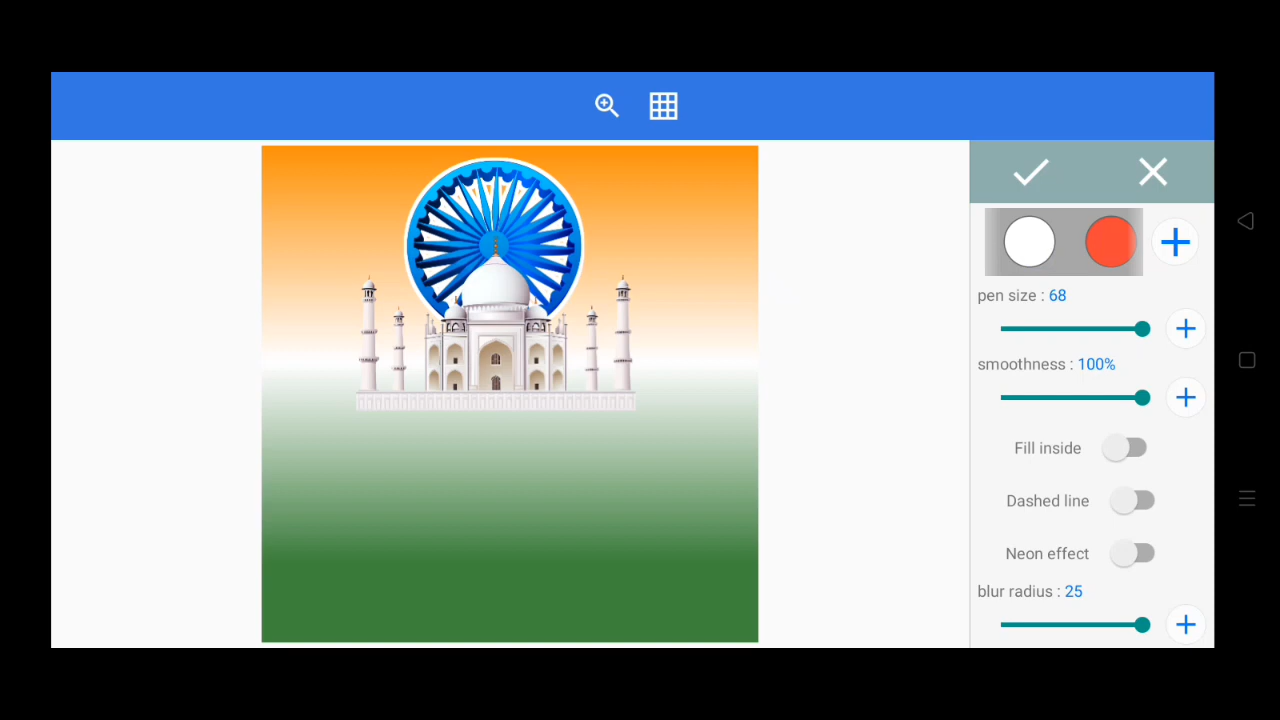 pen size : 68
smoothness : 100%
Fill inside
Dashed line
Neon effect
blur radius : 25